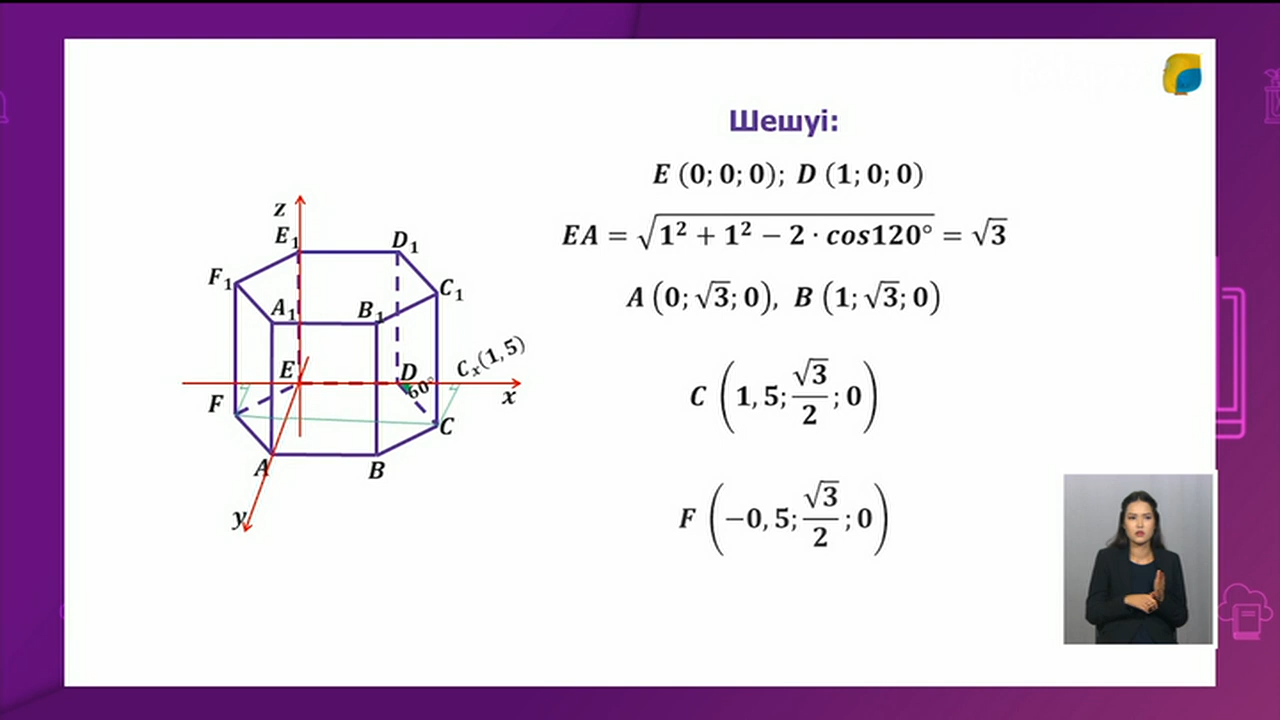 Шешуі:
E (0; 0; 0); D (1; 0; 0)
EA = √(1² + 1² − 2 · cos120°) = √3
A (0; √3; 0), B (1; √3; 0)
C (1, 5; √3/2; 0)
F (−0, 5; √3/2; 0)
z
E₁
D₁
F₁
C₁
A₁
B₁
Cₓ(1, 5)
E
D
60°
x
F
C
A
B
y